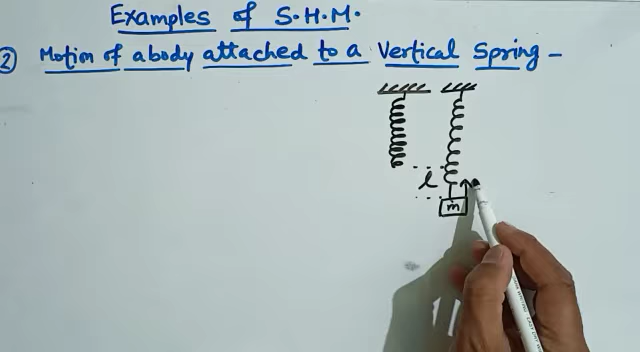 Examples of S.H.M.
② Motion of a body attached to a Vertical Spring –
l
m